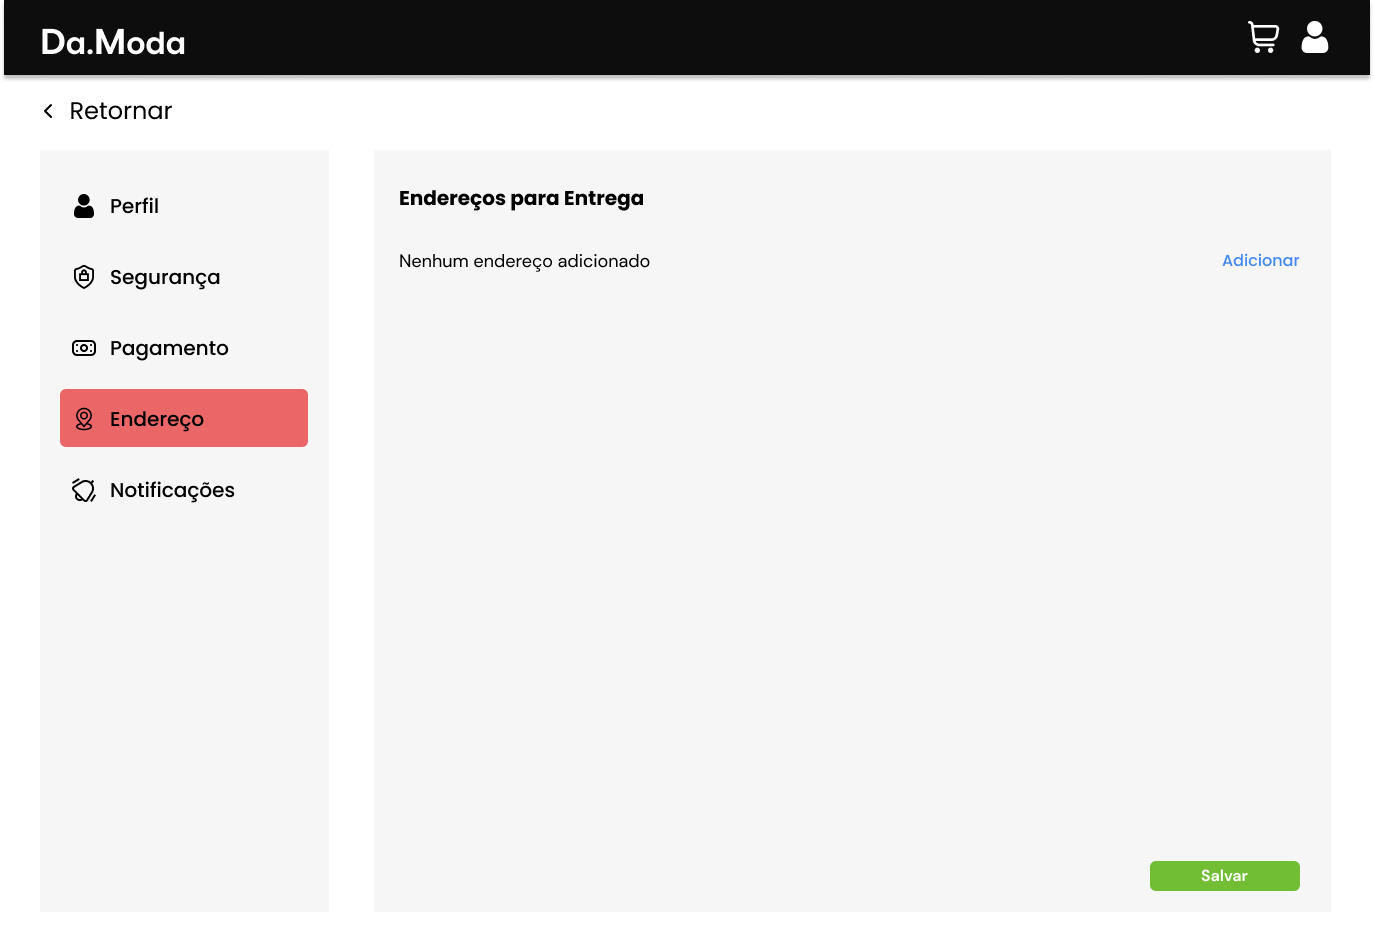 Da.Moda
Retornar
Perfil
Segurança
Pagamento
Endereço
Notificações
Endereços para Entrega
Nenhum endereço adicionado
Adicionar
Salvar